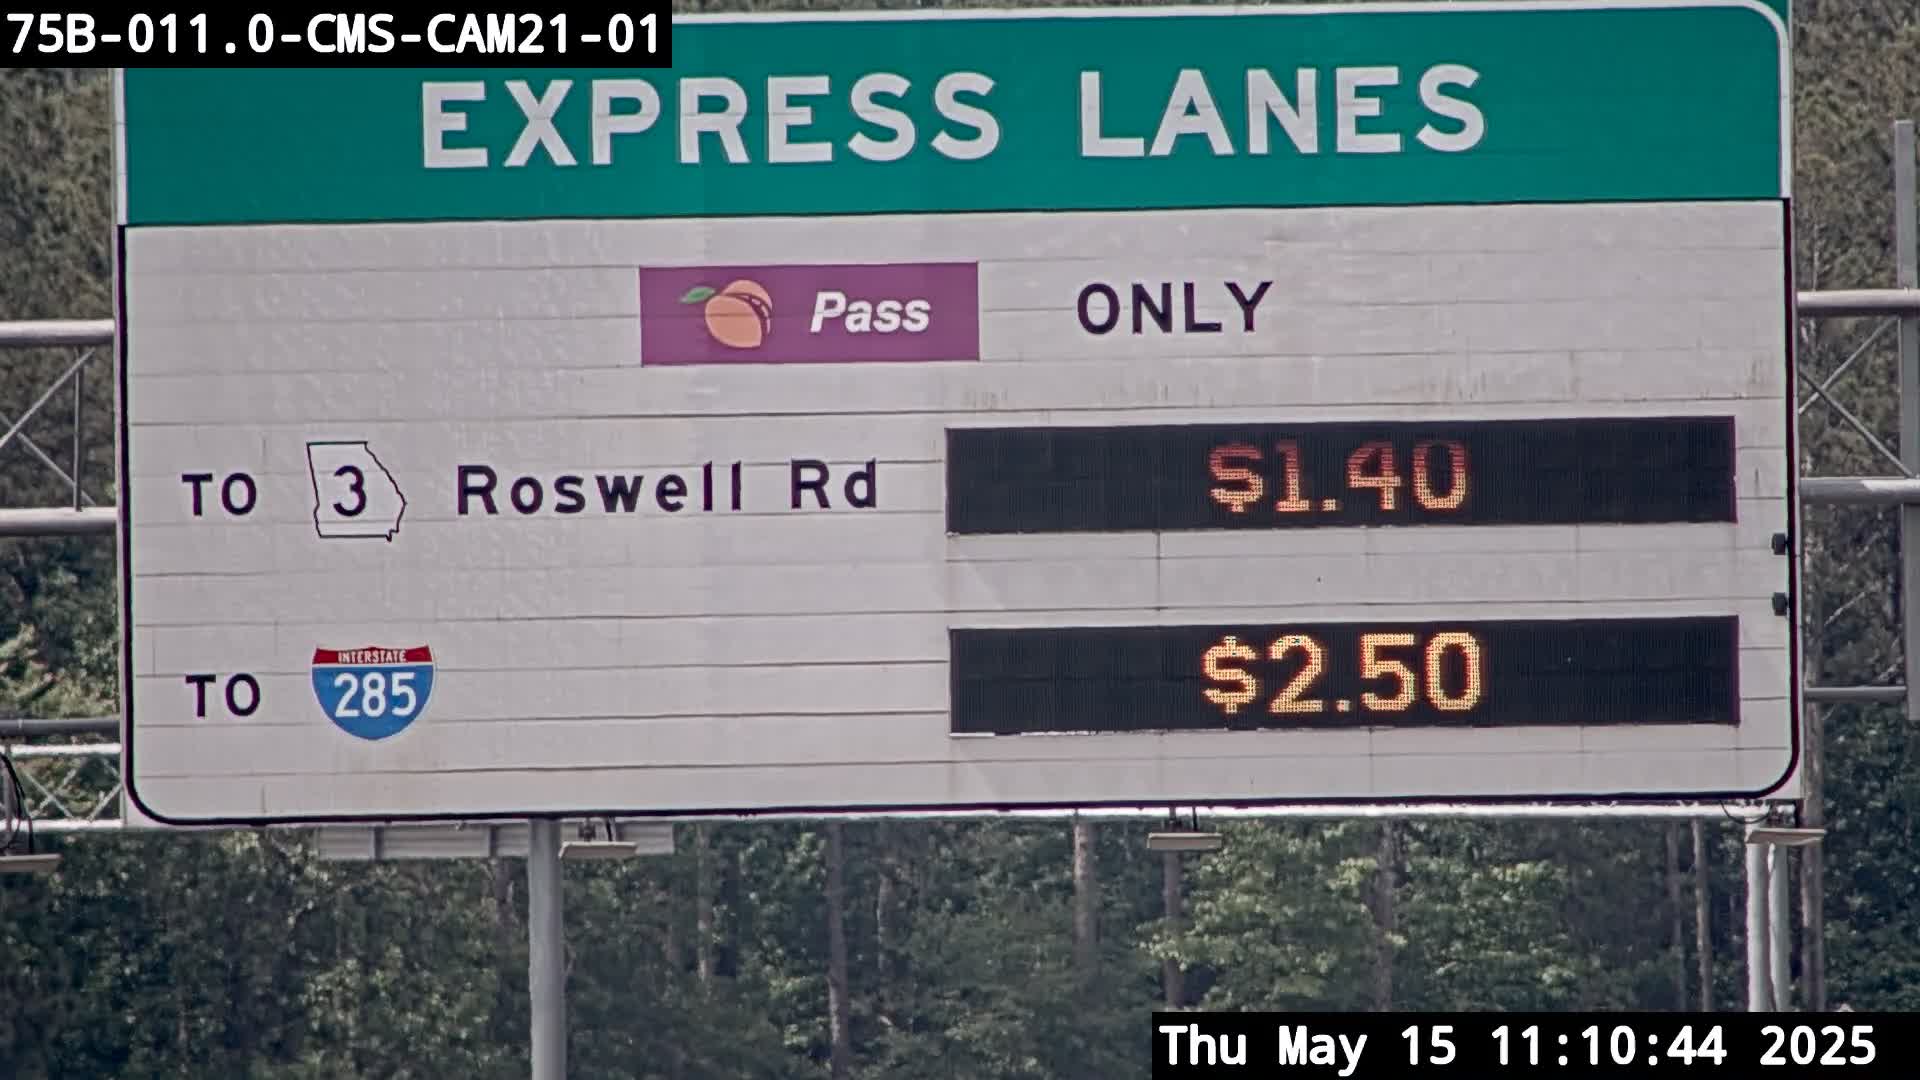 75B-011.0-CMS-CAM21-01
EXPRESS LANES
Pass ONLY
TO 3 Roswell Rd $1.40
INTERSTATE
TO 285 $2.50
Thu May 15 11:10:44 2025